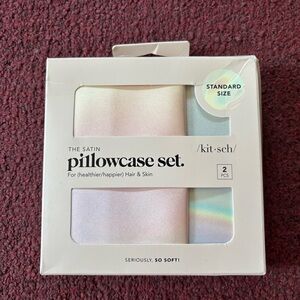 STANDARD
SIZE
THE SATIN
pillowcase set.
/kit·sch/
For (healthier/happier) Hair & Skin
2
PCS
SERIOUSLY, SO SOFT!